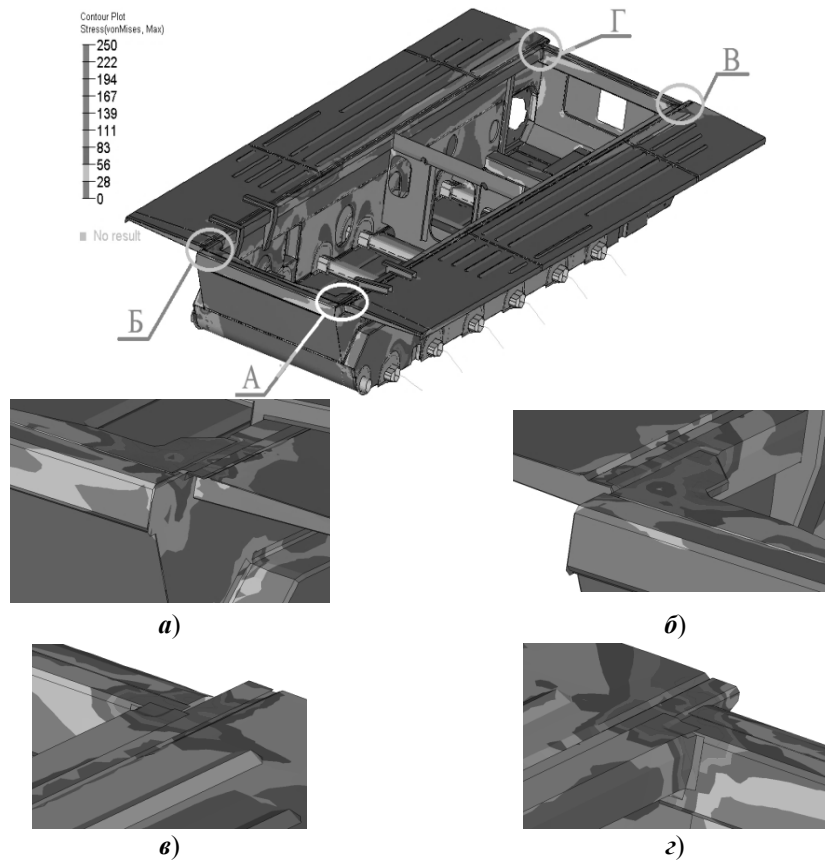 Contour Plot
Stress(vonMises, Max)
250
222
194
167
139
111
83
56
28
0
No result
Г
В
Б
А
а)
б)
в)
г)